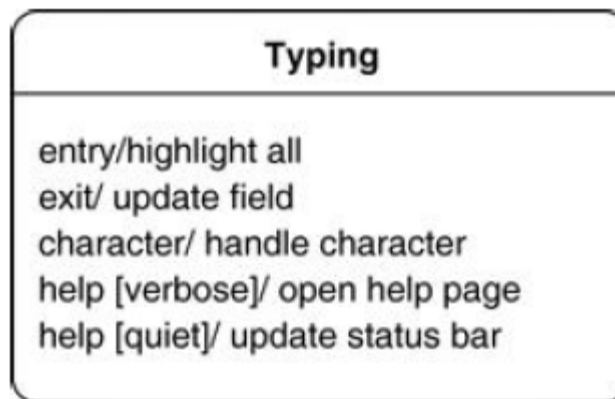 Typing
entry/highlight all
exit/ update field
character/ handle character
help [verbose]/ open help page
help [quiet]/ update status bar